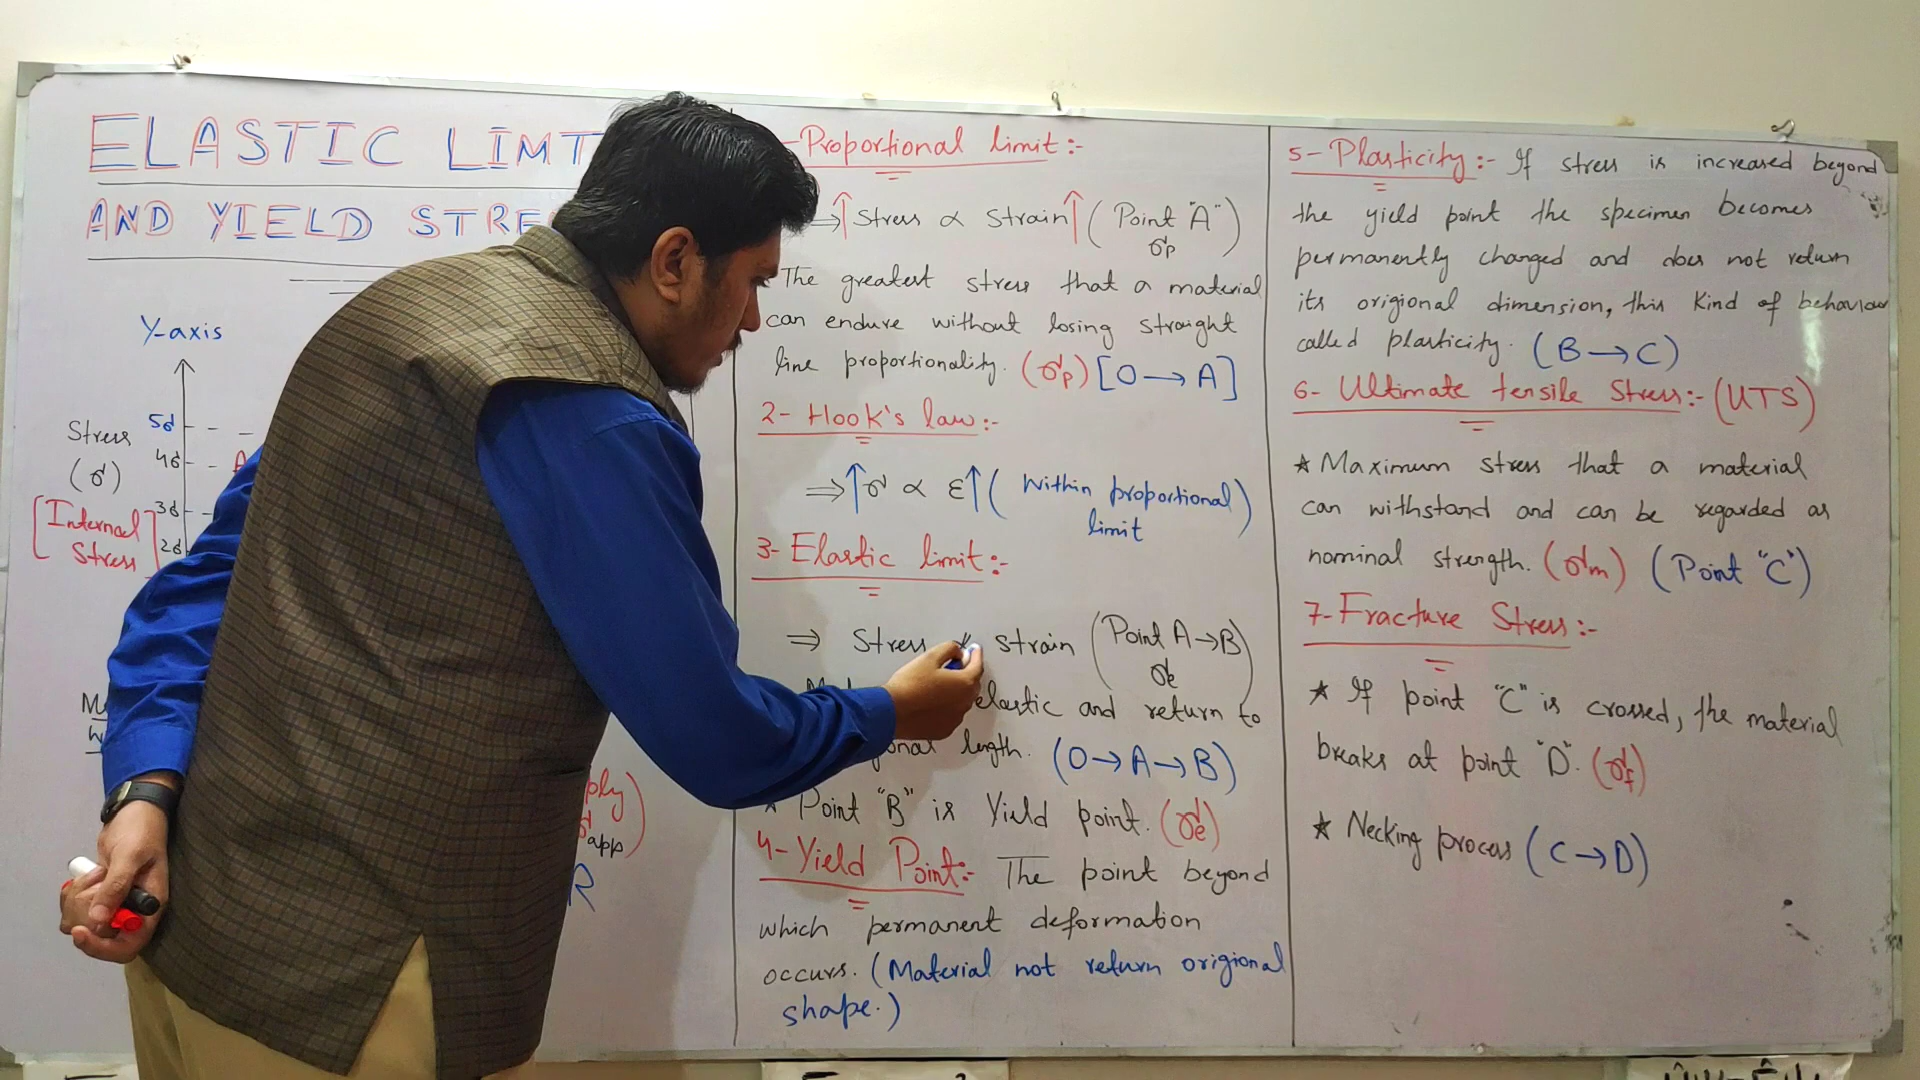 ELASTIC LIMT
AND YIELD STRE
Y-axis
Stress
(σ)
[Internal
Stress]
5σ
4σ
3σ
2σ
A
ply)
σapp)
R
-Proportional limit:-
⇒↑Stress ∝ Strain↑ (Point "A")
σp
The greatest stress that a material
can endure without losing straight
line proportionality. (σp) [O→A]
2- Hook's law:-
⇒↑σ ∝ ε↑ (Within proportional
limit)
3- Elastic limit:-
⇒ Stress strain (Point A→B)
σe
elastic and return to
length. (O→A→B)
* Point "B" is Yield point. (σe)
4- Yield Point:- The point beyond
which permanent deformation
occurs. (Material not return origional
shape.)
5- Plasticity:- If stress is increased beyond
the yield point the specimen becomes
permanently changed and does not return
its origional dimension, this kind of behaviour
called plasticity. (B→C)
6- Ultimate tensile Stress:- (UTS)
* Maximum stress that a material
can withstand and can be regarded as
nominal strength. (σm) (Point "C")
7- Fracture Stress:-
* If point "C" is crossed, the material
breaks at point "D". (σf)
* Necking process (C→D)